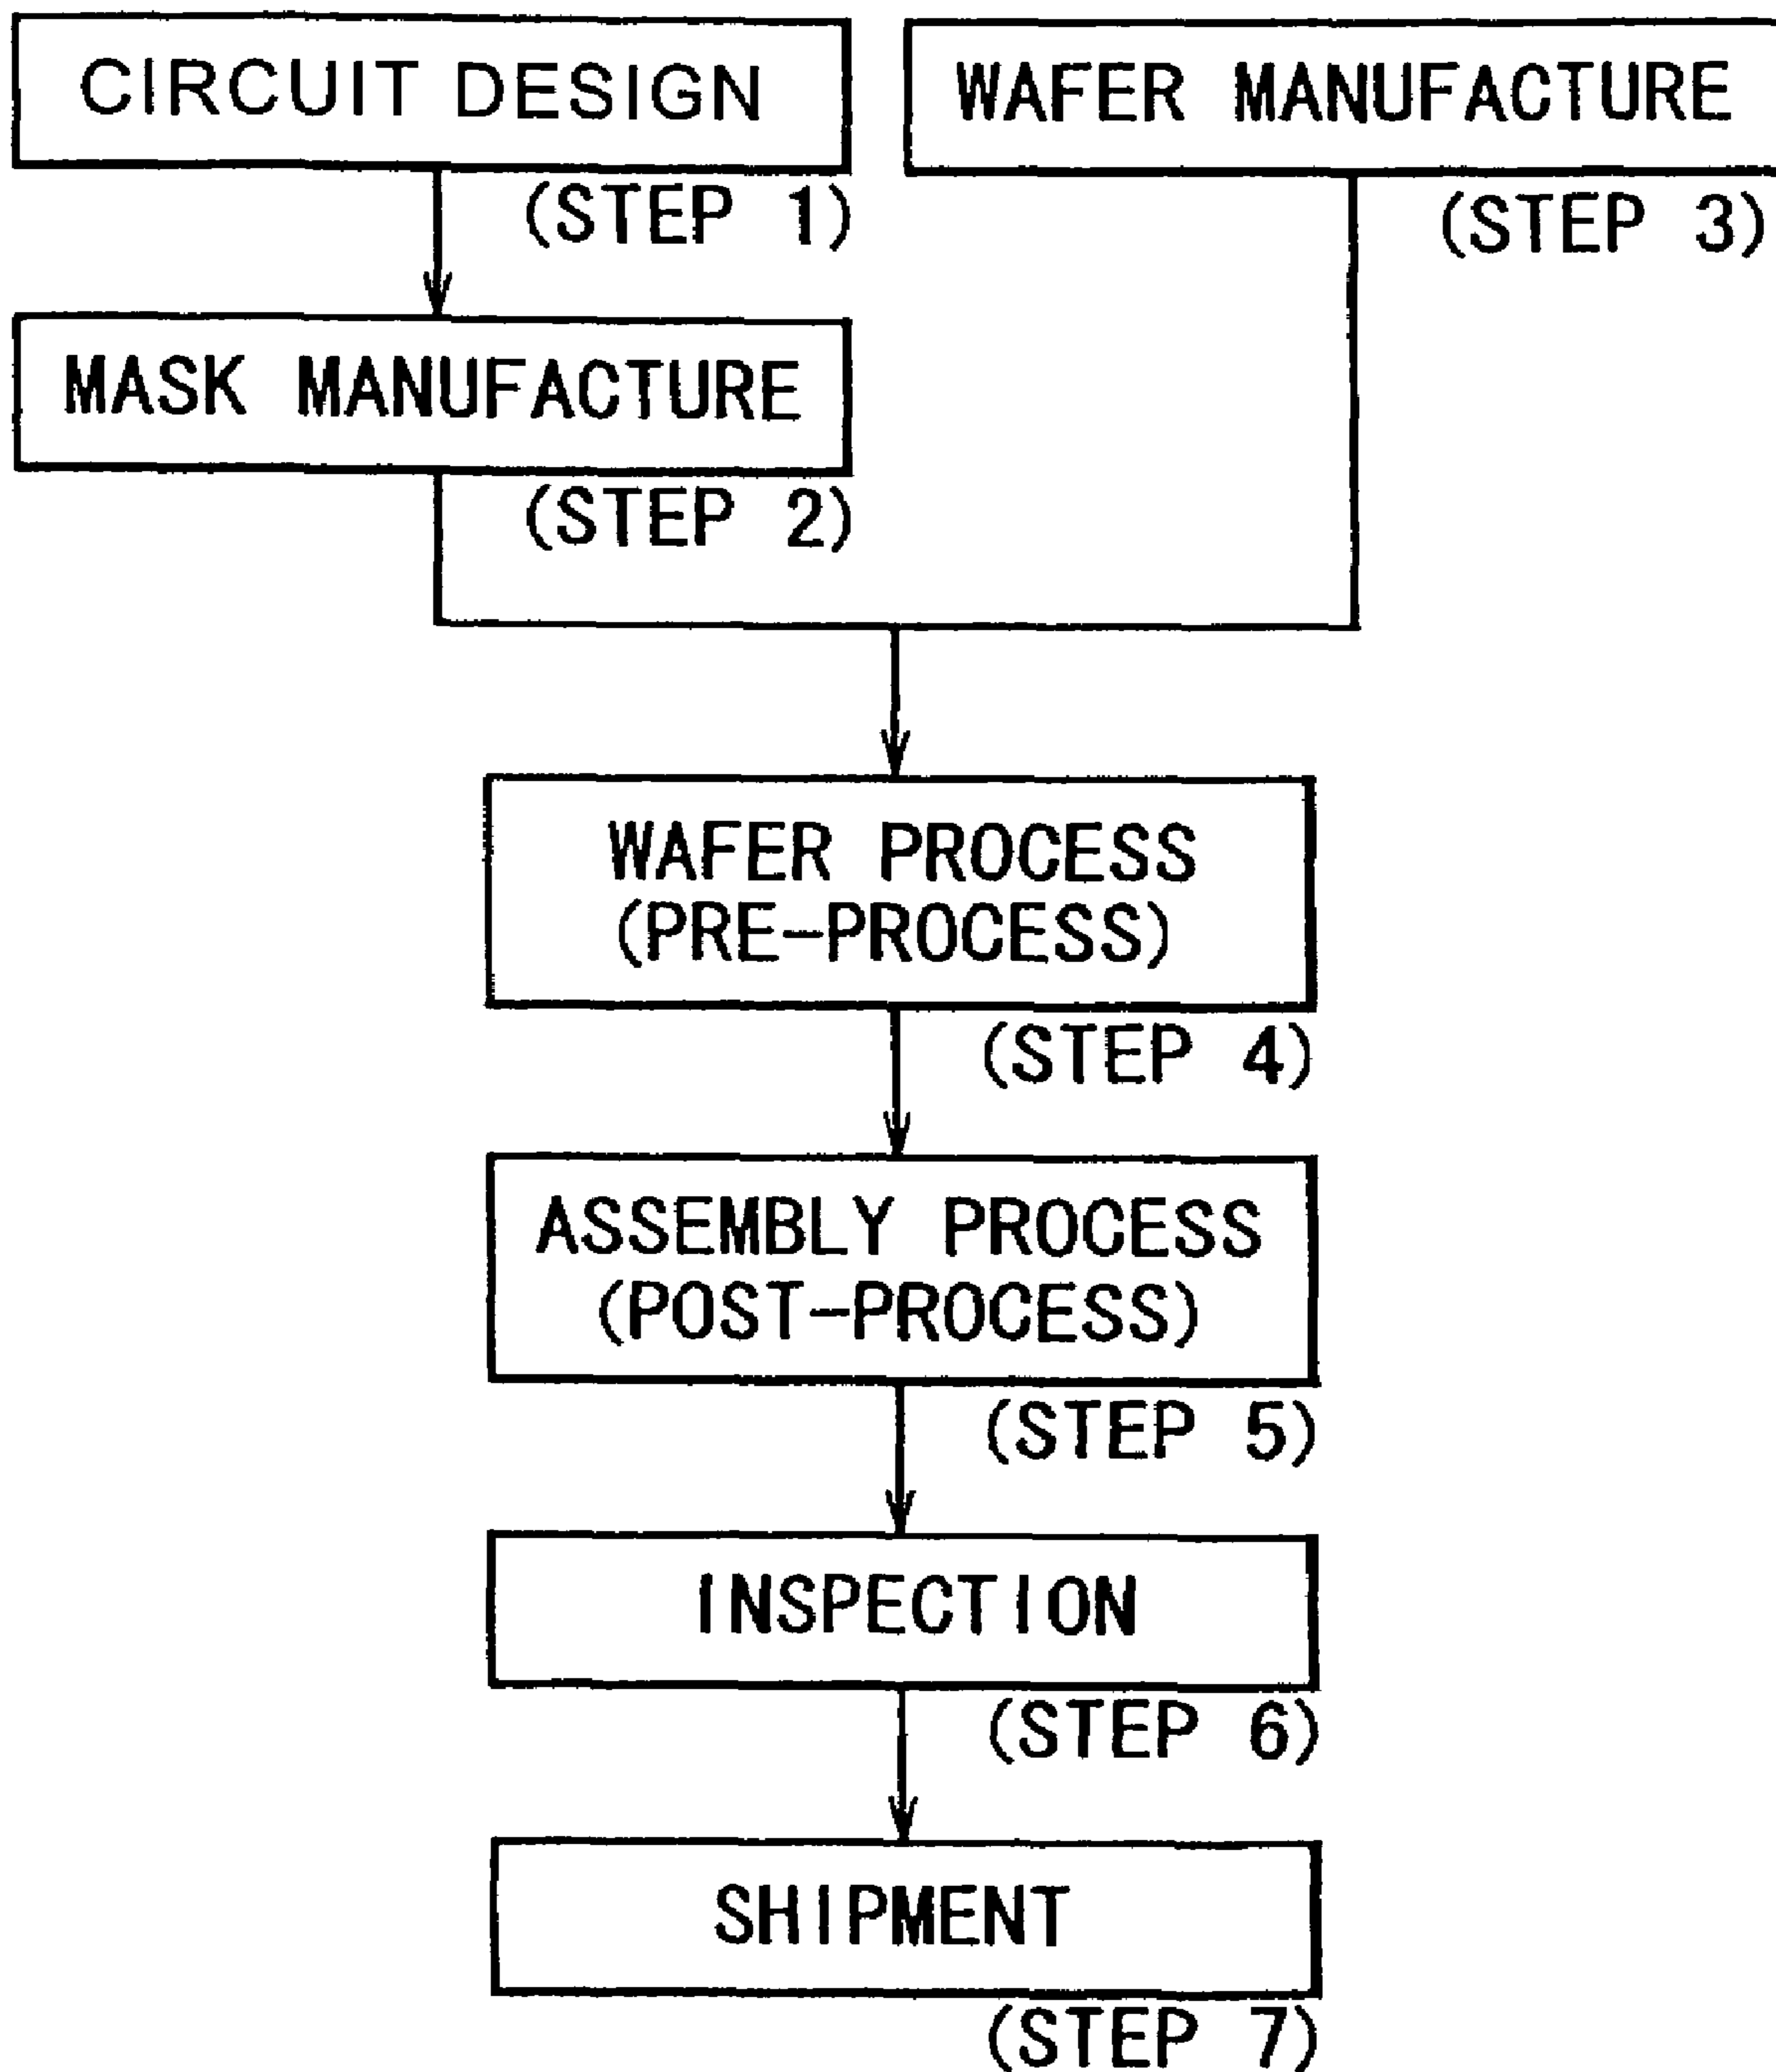 CIRCUIT DESIGN
(STEP 1)
WAFER MANUFACTURE
(STEP 3)
MASK MANUFACTURE
(STEP 2)
WAFER PROCESS
(PRE-PROCESS)
(STEP 4)
ASSEMBLY PROCESS
(POST-PROCESS)
(STEP 5)
INSPECTION
(STEP 6)
SHIPMENT
(STEP 7)